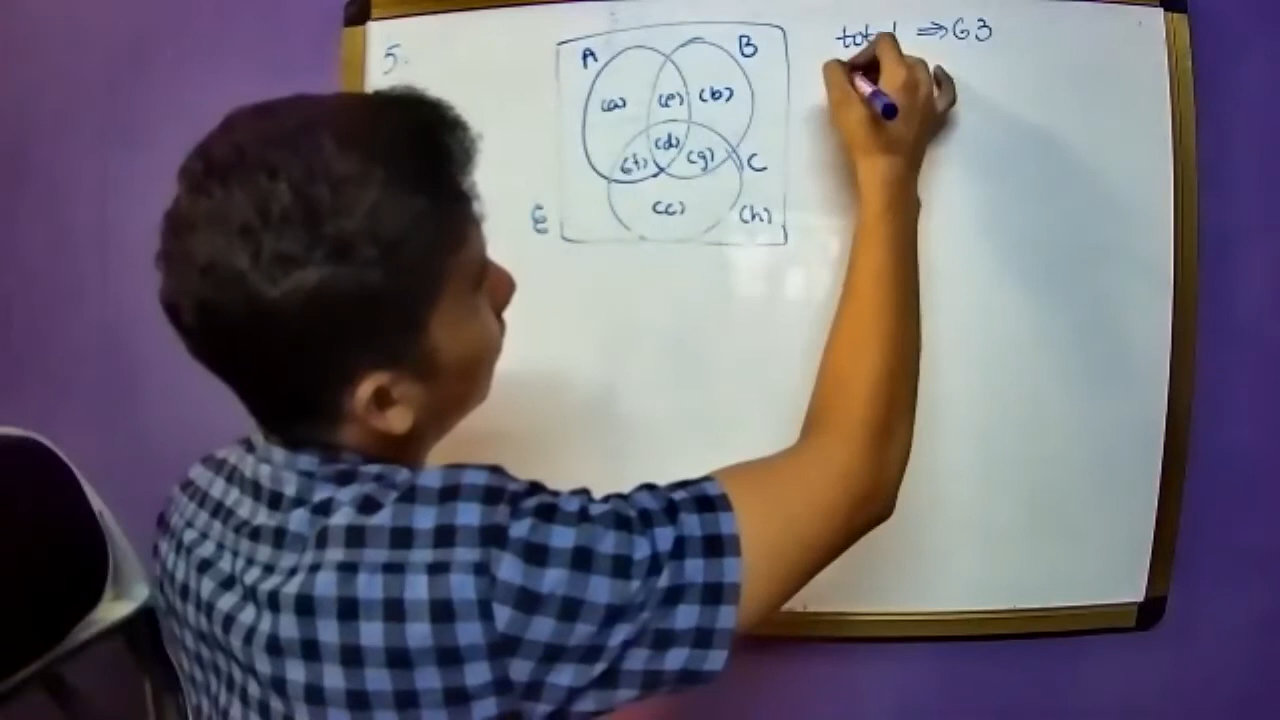 5.
total ⇒ 63
A B
(a) (e) (b)
(d)
(f) (g) C
(c) (h)
ξ